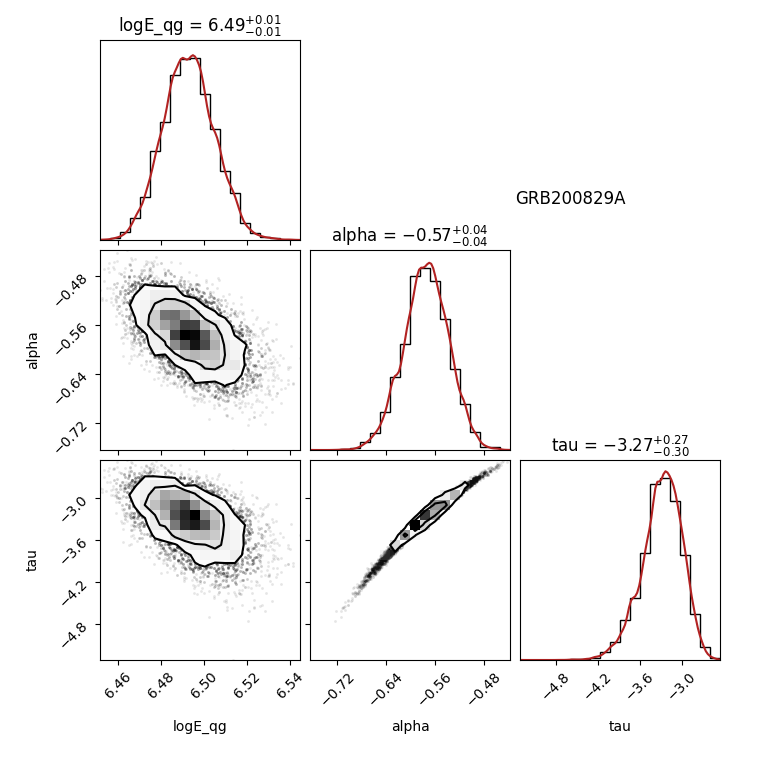 logE_qg = 6.49+0.01−0.01
GRB200829A
alpha = −0.57+0.04−0.04
−0.48
−0.56
−0.64
−0.72
alpha
tau = −3.27+0.27−0.30
−3.0
−3.6
−4.2
−4.8
tau
6.46 6.48 6.50 6.52 6.54
−0.72 −0.64 −0.56 −0.48
−4.8 −4.2 −3.6 −3.0
logE_qg alpha tau